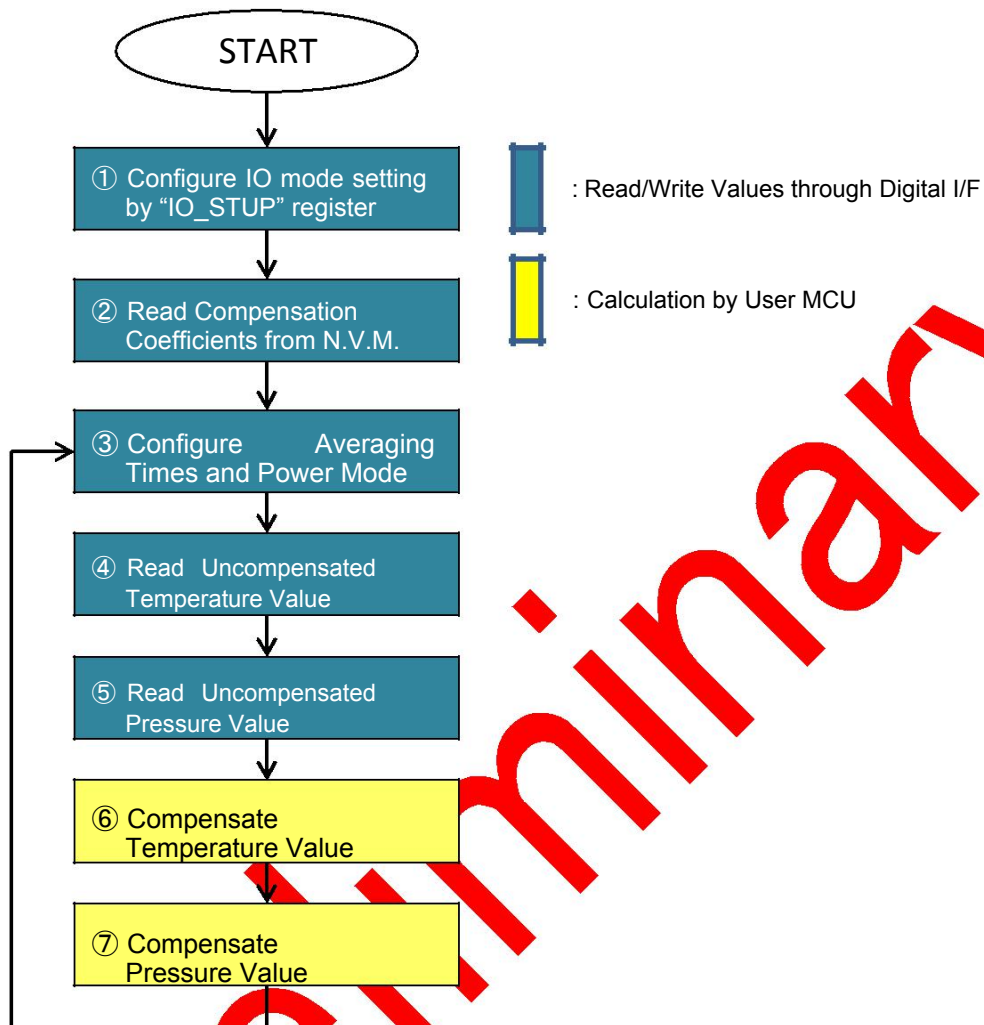 START
① Configure IO mode setting
by “IO_STUP” register
: Read/Write Values through Digital I/F
② Read Compensation
Coefficients from N.V.M.
: Calculation by User MCU
③ Configure Averaging
Times and Power Mode
④ Read Uncompensated
Temperature Value
⑤ Read Uncompensated
Pressure Value
⑥ Compensate
Temperature Value
⑦ Compensate
Pressure Value